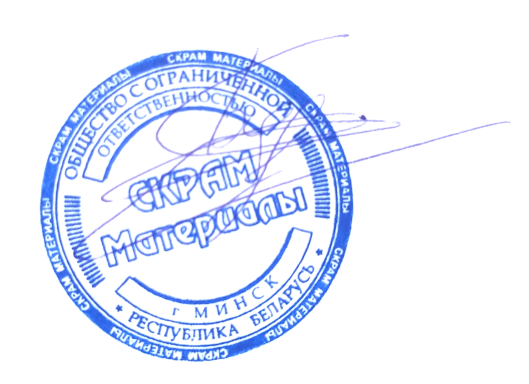 СКРАМ МАТЕРИАЛЫ СКРАМ МАТЕРИАЛЫ СКРАМ МАТЕРИАЛЫ СКРАМ МАТЕРИАЛЫ СКРАМ МАТЕРИАЛЫ СКРАМ МАТЕРИАЛЫ
ОБЩЕСТВО С ОГРАНИЧЕННОЙ
ОТВЕТСТВЕННОСТЬЮ
СКРАМ
Материалы
г МИНСК
* РЕСПУБЛИКА БЕЛАРУСЬ *